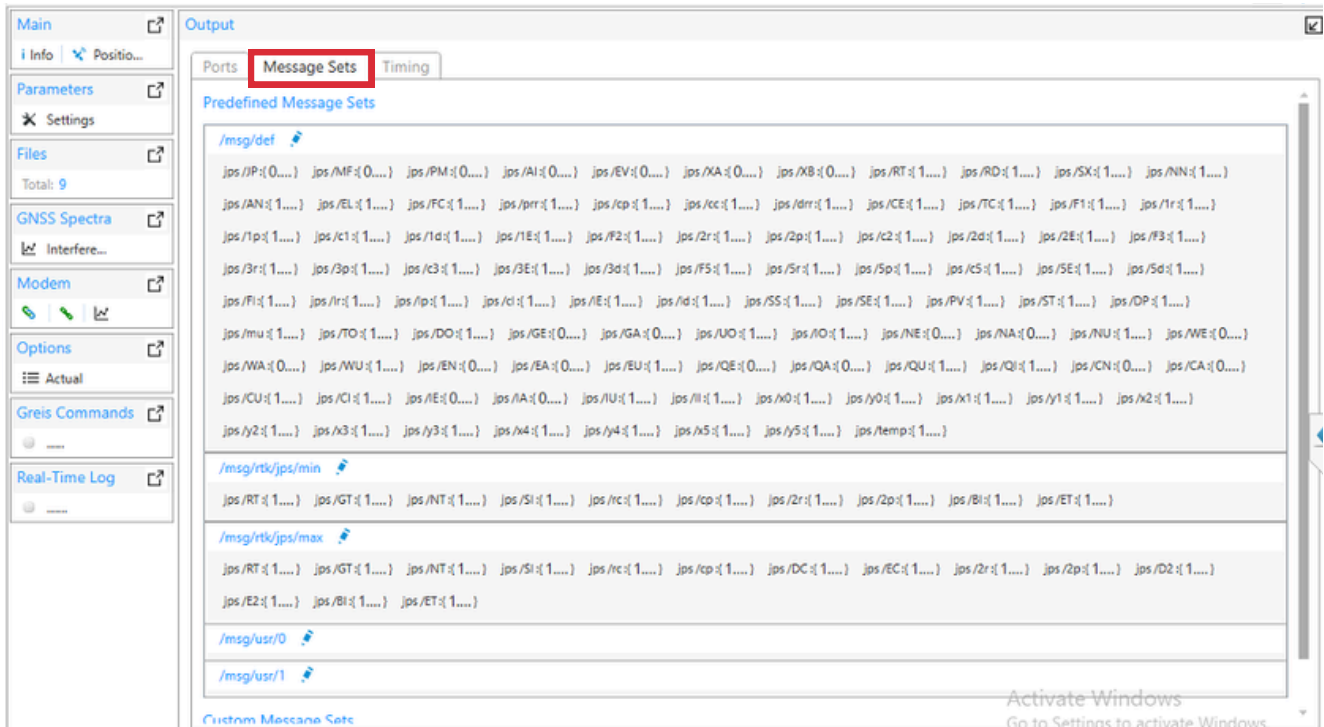 Main
i Info
Positio...
Parameters
Settings
Files
Total: 9
GNSS Spectra
Interfere...
Modem
Options
Actual
Greis Commands
.....
Real-Time Log
......
Output
Ports Message Sets Timing
Predefined Message Sets
/msg/def
jps/JP:{0....} jps/MF:{0....} jps/PM:{0....} jps/AI:{0....} jps/EV:{0....} jps/XA:{0....} jps/XB:{0....} jps/RT:{1....} jps/RD:{1....} jps/SX:{1....} jps/NN:{1....}
jps/AN:{1....} jps/EL:{1....} jps/FC:{1....} jps/prr:{1....} jps/cp:{1....} jps/cc:{1....} jps/drr:{1....} jps/CE:{1....} jps/TC:{1....} jps/F1:{1....} jps/1r:{1....}
jps/1p:{1....} jps/c1:{1....} jps/1d:{1....} jps/1E:{1....} jps/F2:{1....} jps/2r:{1....} jps/2p:{1....} jps/c2:{1....} jps/2d:{1....} jps/2E:{1....} jps/F3:{1....}
jps/3r:{1....} jps/3p:{1....} jps/c3:{1....} jps/3E:{1....} jps/3d:{1....} jps/F5:{1....} jps/5r:{1....} jps/5p:{1....} jps/c5:{1....} jps/5E:{1....} jps/5d:{1....}
jps/Fl:{1....} jps/lr:{1....} jps/lp:{1....} jps/cl:{1....} jps/lE:{1....} jps/ld:{1....} jps/SS:{1....} jps/SE:{1....} jps/PV:{1....} jps/ST:{1....} jps/DP:{1....}
jps/mu:{1....} jps/TO:{1....} jps/DO:{1....} jps/GE:{0....} jps/GA:{0....} jps/UO:{1....} jps/IO:{1....} jps/NE:{0....} jps/NA:{0....} jps/NU:{1....} jps/WE:{0....}
jps/WA:{0....} jps/WU:{1....} jps/EN:{0....} jps/EA:{0....} jps/EU:{1....} jps/QE:{0....} jps/QA:{0....} jps/QU:{1....} jps/QI:{1....} jps/CN:{0....} jps/CA:{0....}
jps/CU:{1....} jps/CI:{1....} jps/IE:{0....} jps/IA:{0....} jps/IU:{1....} jps/II:{1....} jps/x0:{1....} jps/y0:{1....} jps/x1:{1....} jps/y1:{1....} jps/x2:{1....}
jps/y2:{1....} jps/x3:{1....} jps/y3:{1....} jps/x4:{1....} jps/y4:{1....} jps/x5:{1....} jps/y5:{1....} jps/temp:{1....}
/msg/rtk/jps/min
jps/RT:{1....} jps/GT:{1....} jps/NT:{1....} jps/SI:{1....} jps/rc:{1....} jps/cp:{1....} jps/2r:{1....} jps/2p:{1....} jps/BI:{1....} jps/ET:{1....}
/msg/rtk/jps/max
jps/RT:{1....} jps/GT:{1....} jps/NT:{1....} jps/SI:{1....} jps/rc:{1....} jps/cp:{1....} jps/DC:{1....} jps/EC:{1....} jps/2r:{1....} jps/2p:{1....} jps/D2:{1....}
jps/E2:{1....} jps/BI:{1....} jps/ET:{1....}
/msg/usr/0
/msg/usr/1
Custom Message Sets
Activate Windows
Go to Settings to activate Windows.